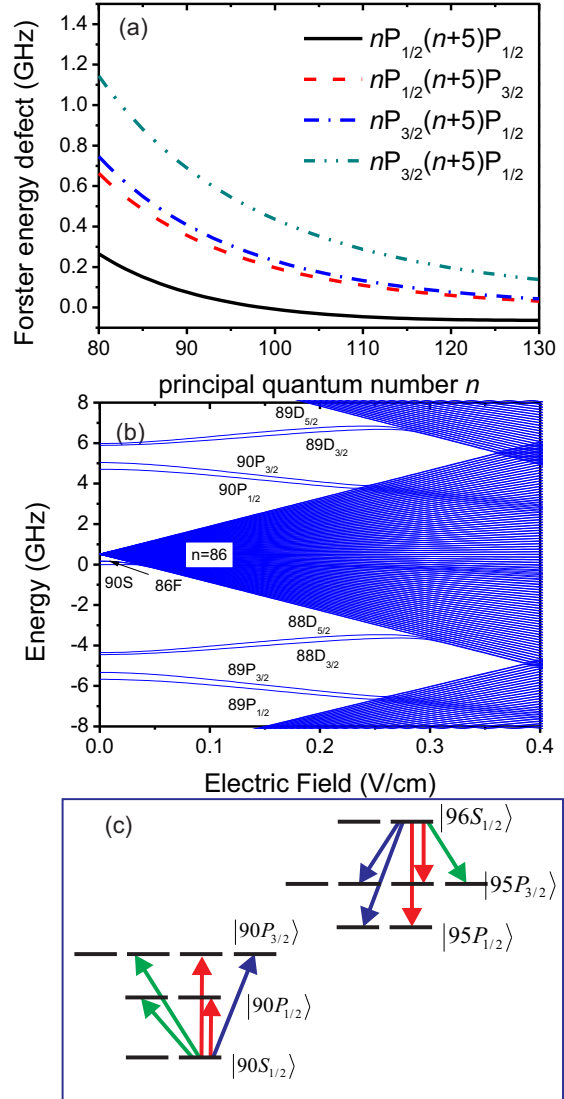 (a)
Forster energy defect (GHz)
1.4
1.2
1.0
0.8
0.6
0.4
0.2
0.0
nP1/2(n+5)P1/2
nP1/2(n+5)P3/2
nP3/2(n+5)P1/2
nP3/2(n+5)P1/2
80 90 100 110 120 130
principal quantum number n
(b)
Energy (GHz)
8
6
4
2
0
-2
-4
-6
-8
89D5/2
89D3/2
90P3/2
90P1/2
n=86
90S
86F
88D5/2
88D3/2
89P3/2
89P1/2
0.0 0.1 0.2 0.3 0.4
Electric Field (V/cm)
(c)
|96S1/2⟩
|95P3/2⟩
|95P1/2⟩
|90P3/2⟩
|90P1/2⟩
|90S1/2⟩